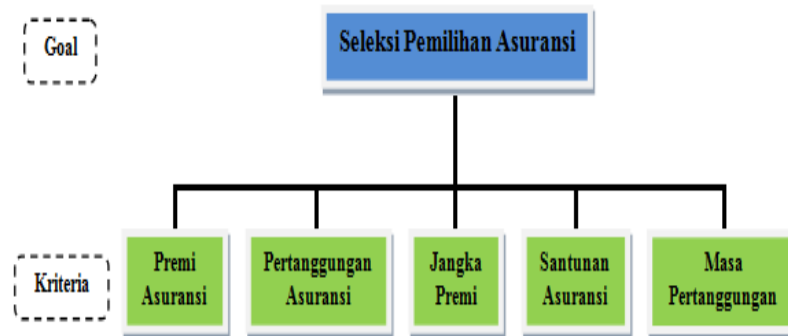 Goal
Seleksi Pemilihan Asuransi
Kriteria
Premi
Asuransi
Pertanggungan
Asuransi
Jangka
Premi
Santunan
Asuransi
Masa
Pertanggungan